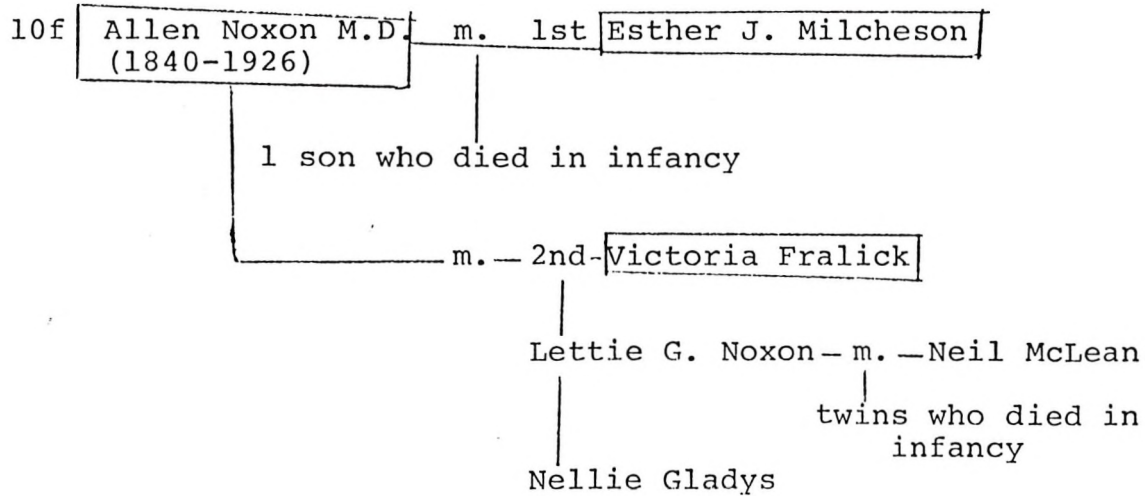 10f Allen Noxon M.D. m. 1st Esther J. Milcheson
(1840-1926)
1 son who died in infancy
m. — 2nd- Victoria Fralick
Lettie G. Noxon — m. — Neil McLean
twins who died in
infancy
Nellie Gladys